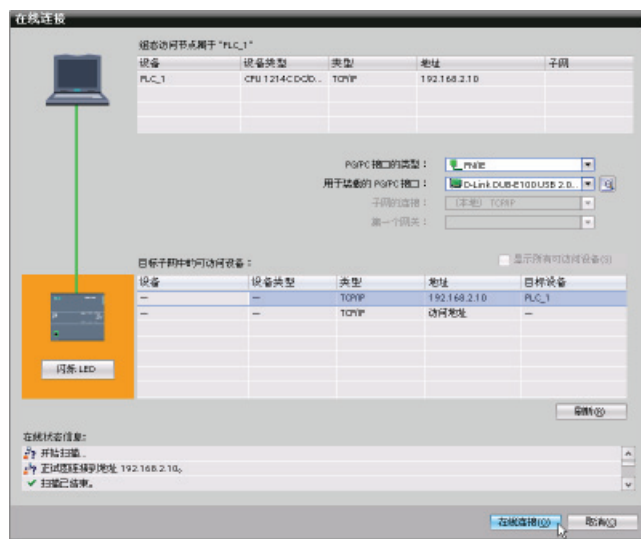 在线连接
组态访问节点属于 "PLC_1"
设备 设备类型 类型 地址 子网
PLC_1 CPU 1214C DC/D... TCP/IP 192.168.2.10
PG/PC 接口的类型： PN/IE
用于装载的 PG/PC 接口： D-Link DUB-E100 USB 2.0...
子网的连接： (本地) TCP/IP
第一个网关：
目标子网中的可访问设备： 显示所有可访问设备(S)
设备 设备类型 类型 地址 目标设备
— — TCP/IP 192.168.2.10 PLC_1
— — TCP/IP 访问地址 —
闪烁 LED
刷新(R)
在线状态信息：
开始扫描...
正试图连接到地址 192.168.2.10。
扫描已结束。
在线连接(O) 取消(C)